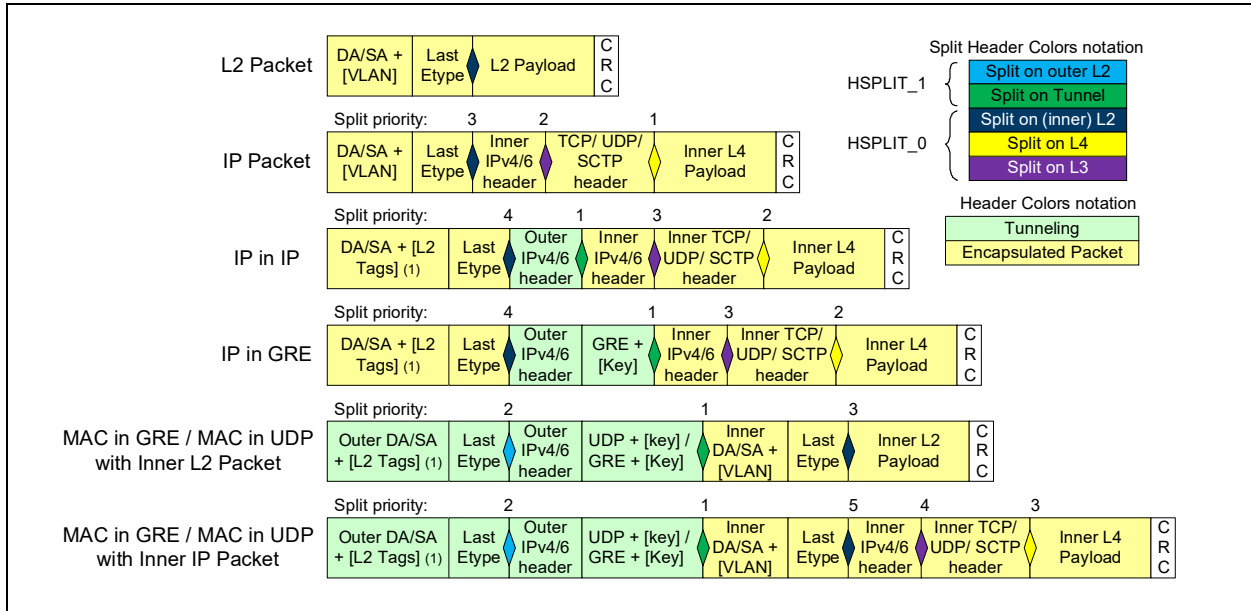 L2 Packet
DA/SA +
[VLAN]
Last
Etype
L2 Payload
C
R
C
Split Header Colors notation
HSPLIT_1
Split on outer L2
Split on Tunnel
HSPLIT_0
Split on (inner) L2
Split on L4
Split on L3
Header Colors notation
Tunneling
Encapsulated Packet
Split priority:
3
2
1
IP Packet
DA/SA +
[VLAN]
Last
Etype
Inner
IPv4/6
header
TCP/ UDP/
SCTP
header
Inner L4
Payload
C
R
C
Split priority:
4
1
3
2
IP in IP
DA/SA + [L2
Tags] (1)
Last
Etype
Outer
IPv4/6
header
Inner
IPv4/6
header
Inner TCP/
UDP/ SCTP
header
Inner L4
Payload
C
R
C
Split priority:
4
1
3
2
IP in GRE
DA/SA + [L2
Tags] (1)
Last
Etype
Outer
IPv4/6
header
GRE +
[Key]
Inner
IPv4/6
header
Inner TCP/
UDP/ SCTP
header
Inner L4
Payload
C
R
C
Split priority:
2
1
3
MAC in GRE / MAC in UDP
with Inner L2 Packet
Outer DA/SA
+ [L2 Tags] (1)
Last
Etype
Outer
IPv4/6
header
UDP + [key] /
GRE + [Key]
Inner
DA/SA +
[VLAN]
Last
Etype
Inner L2
Payload
C
R
C
Split priority:
2
1
5
4
3
MAC in GRE / MAC in UDP
with Inner IP Packet
Outer DA/SA
+ [L2 Tags] (1)
Last
Etype
Outer
IPv4/6
header
UDP + [key] /
GRE + [Key]
Inner
DA/SA +
[VLAN]
Last
Etype
Inner
IPv4/6
header
Inner TCP/
UDP/ SCTP
header
Inner L4
Payload
C
R
C